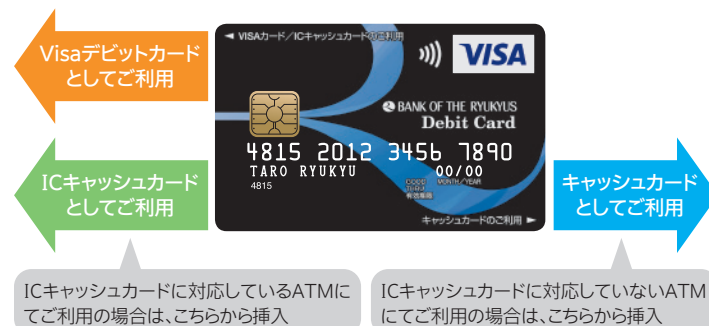 Visaデビットカード
としてご利用
◄ VISAカード/ICキャッシュカードのご利用
VISA
BANK OF THE RYUKYUS
Debit Card
4815 2012 3456 7890
TARO RYUKYU 00/00
4815
GOOD THRU 有効期限 MONTH/YEAR
キャッシュカードのご利用 ►
ICキャッシュカード
としてご利用
キャッシュカード
としてご利用
ICキャッシュカードに対応しているATMに
てご利用の場合は、こちらから挿入
ICキャッシュカードに対応していないATM
にてご利用の場合は、こちらから挿入